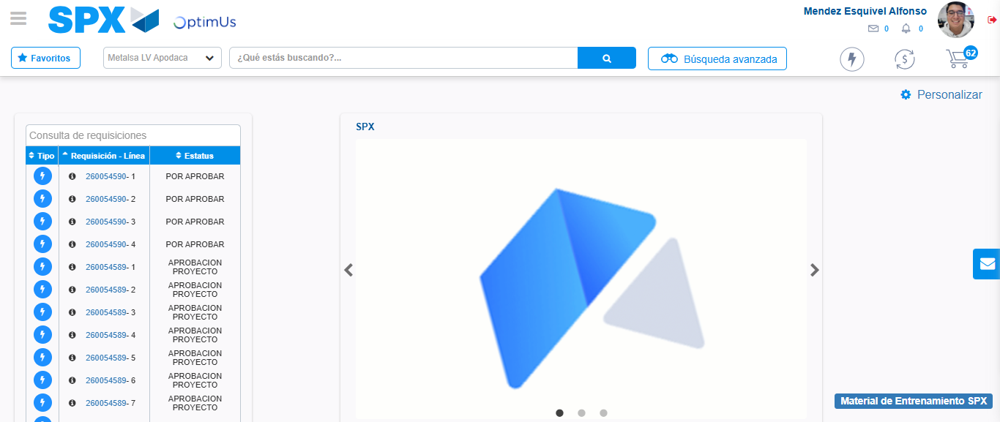 SPX
OptimUs
Mendez Esquivel Alfonso
0
0
Favoritos
Metalsa LV Apodaca
¿Qué estás buscando?...
Búsqueda avanzada
62
Personalizar
Consulta de requisiciones
Tipo Requisición - Línea Estatus
260054590- 1 POR APROBAR
260054590- 2 POR APROBAR
260054590- 3 POR APROBAR
260054590- 4 POR APROBAR
260054589- 1 APROBACION
PROYECTO
260054589- 2 APROBACION
PROYECTO
260054589- 3 APROBACION
PROYECTO
260054589- 4 APROBACION
PROYECTO
260054589- 5 APROBACION
PROYECTO
260054589- 6 APROBACION
PROYECTO
260054589- 7 APROBACION
PROYECTO
SPX
Material de Entrenamiento SPX